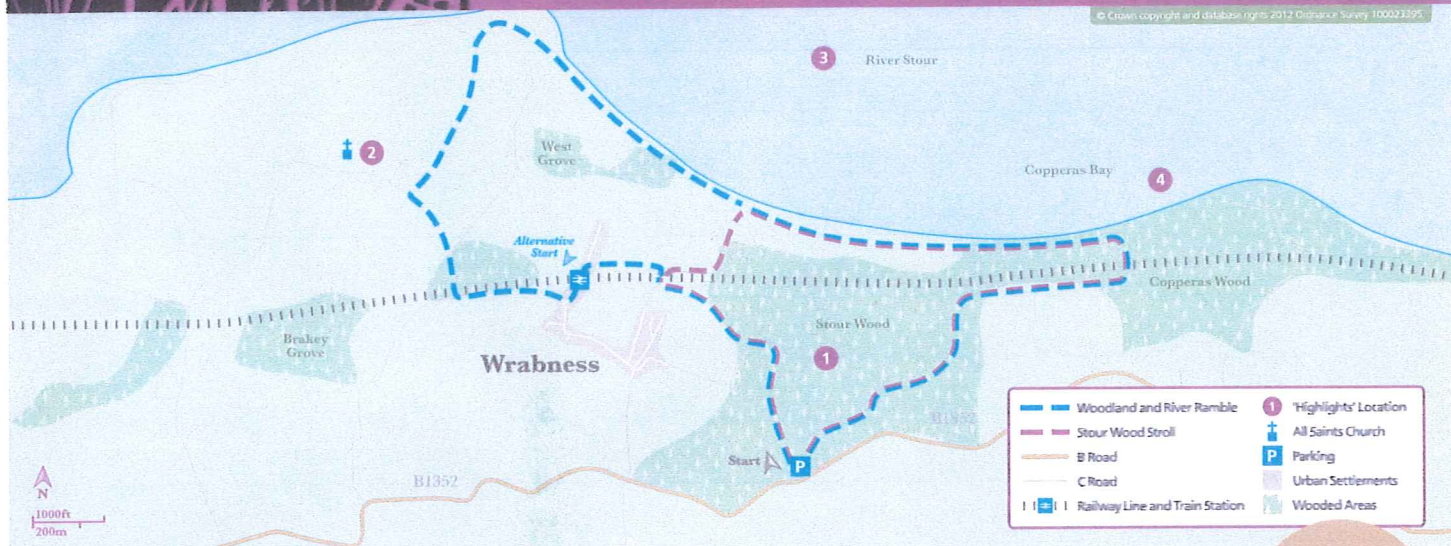 © Crown copyright and database rights 2012 Ordnance Survey 100023395
3
River Stour
2
West
Grove
Copperas Bay
4
Alternative
Start
Copperas Wood
Stour Wood
Brakey
Grove
Wrabness
1
B1352
Start
P
B1352
N
1000ft
200m
Woodland and River Ramble
Stour Wood Stroll
B Road
C Road
Railway Line and Train Station
1 'Highlights' Location
All Saints Church
P Parking
Urban Settlements
Wooded Areas